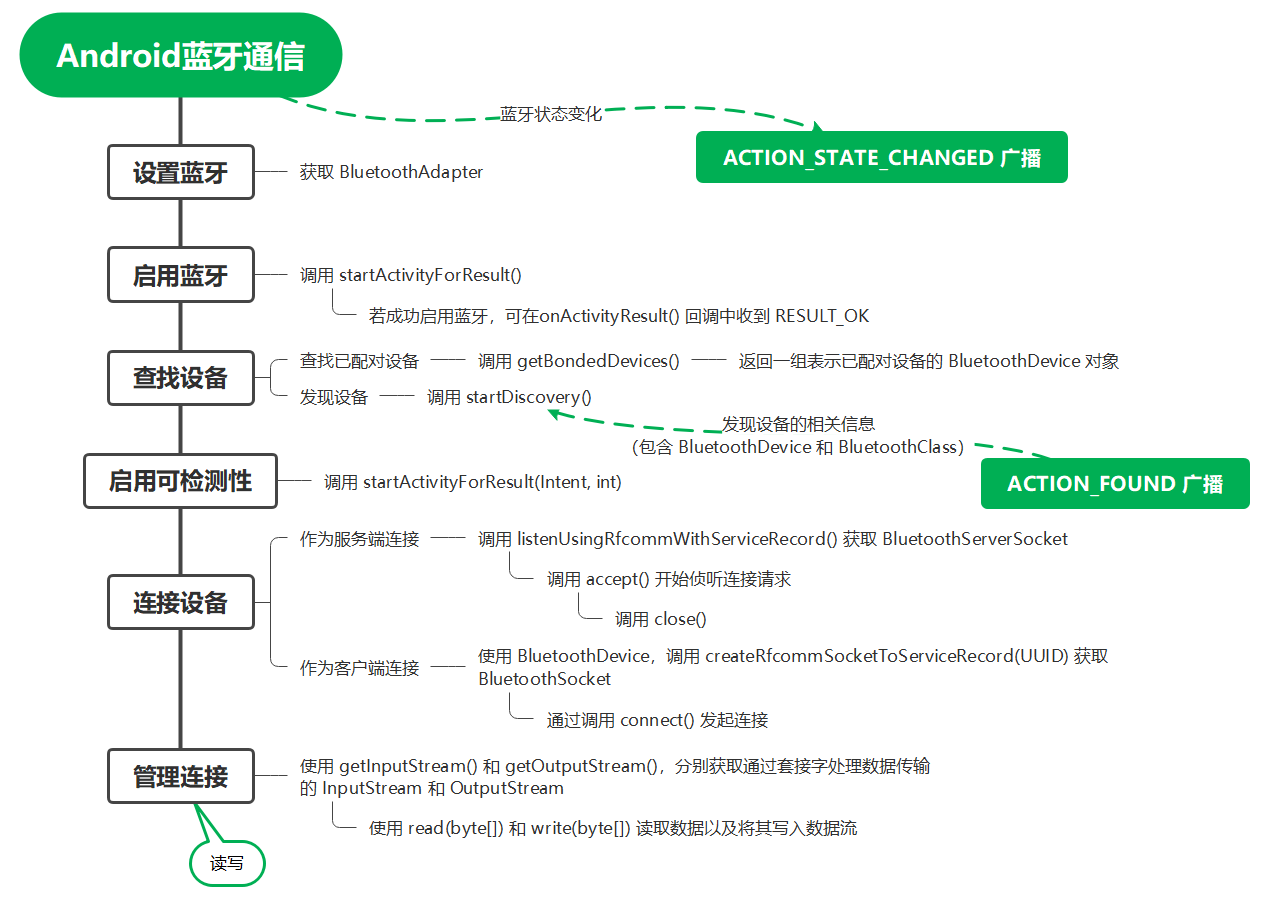 Android蓝牙通信
蓝牙状态变化
ACTION_STATE_CHANGED 广播
设置蓝牙
获取 BluetoothAdapter
启用蓝牙
调用 startActivityForResult()
若成功启用蓝牙，可在onActivityResult() 回调中收到 RESULT_OK
查找设备
查找已配对设备
调用 getBondedDevices()
返回一组表示已配对设备的 BluetoothDevice 对象
发现设备
调用 startDiscovery()
发现设备的相关信息
（包含 BluetoothDevice 和 BluetoothClass）
ACTION_FOUND 广播
启用可检测性
调用 startActivityForResult(Intent, int)
连接设备
作为服务端连接
调用 listenUsingRfcommWithServiceRecord() 获取 BluetoothServerSocket
调用 accept() 开始侦听连接请求
调用 close()
作为客户端连接
使用 BluetoothDevice，调用 createRfcommSocketToServiceRecord(UUID) 获取
BluetoothSocket
通过调用 connect() 发起连接
管理连接
使用 getInputStream() 和 getOutputStream()，分别获取通过套接字处理数据传输
的 InputStream 和 OutputStream
使用 read(byte[]) 和 write(byte[]) 读取数据以及将其写入数据流
读写